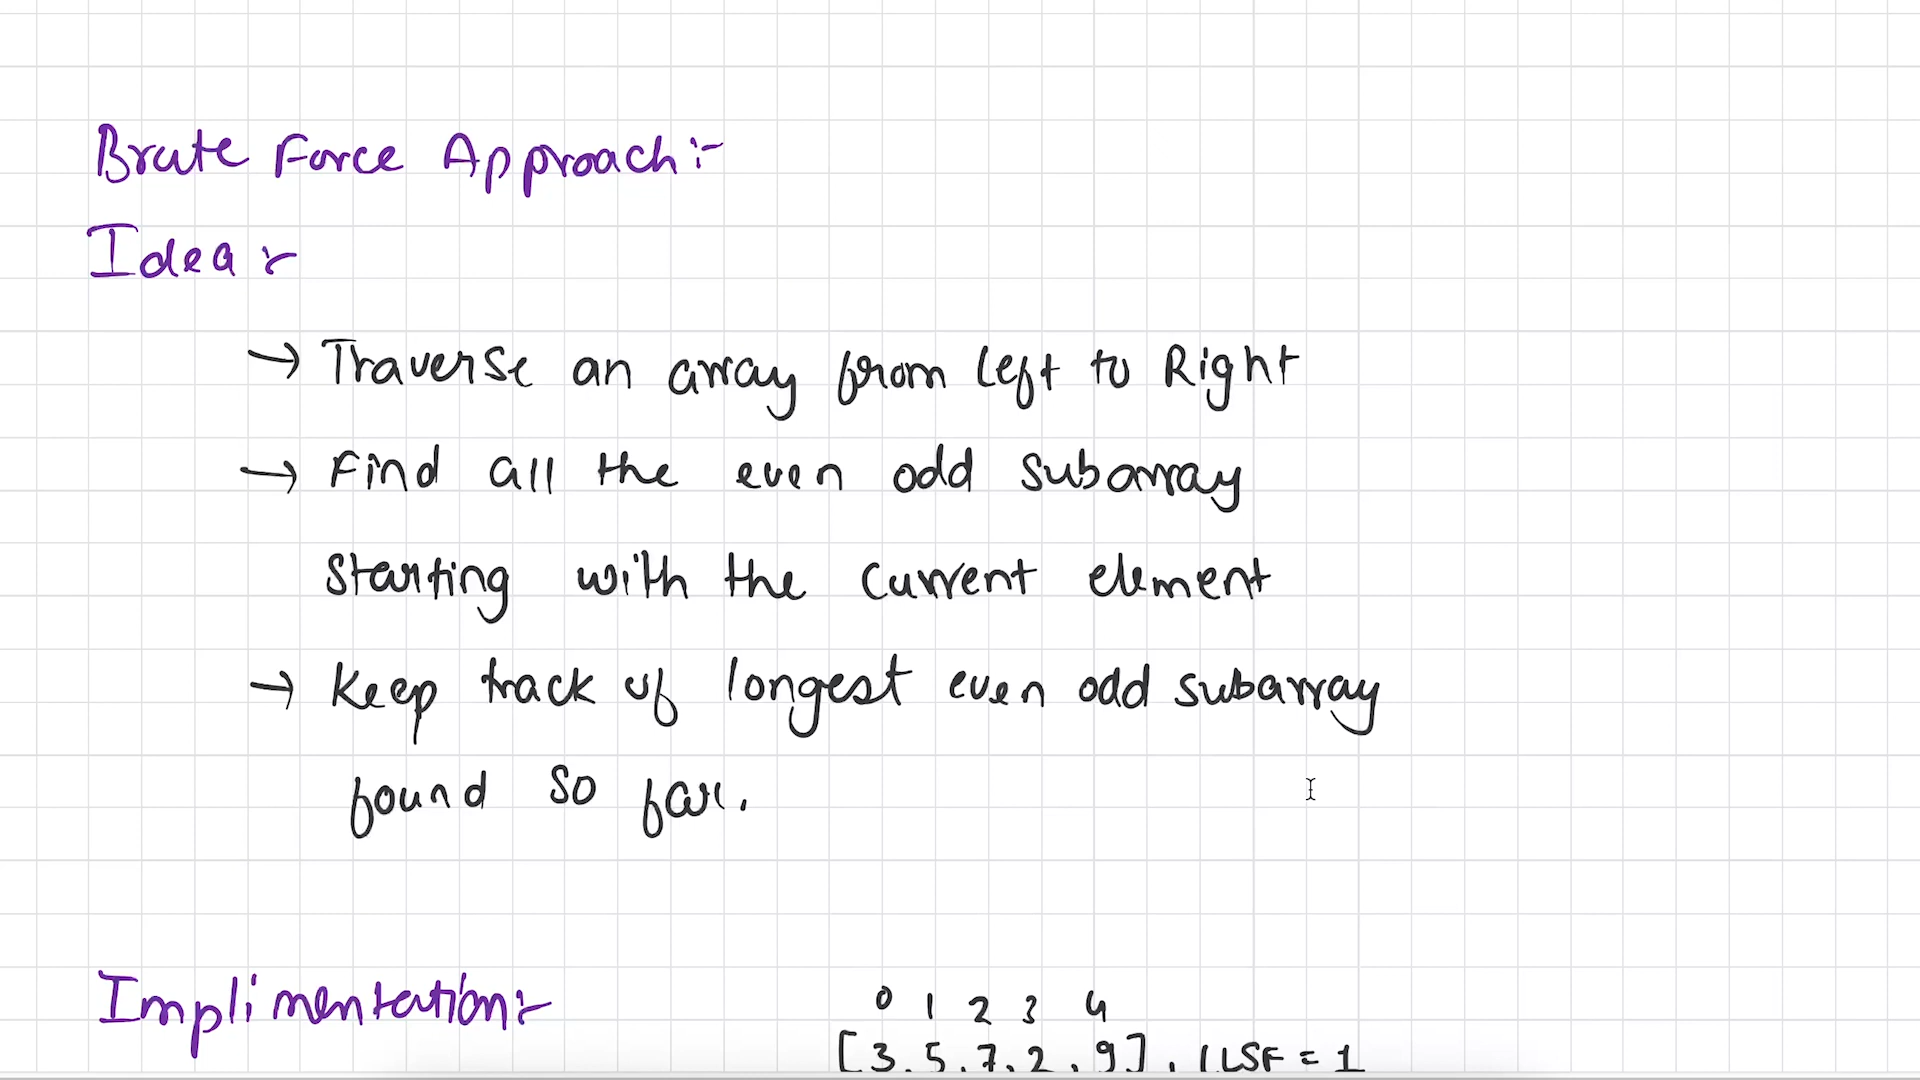 Brute Force Approach:-
Idea:-
→ Traverse an array from left to Right
→ Find all the even odd subarray
Starting with the current element
→ Keep track of longest even odd subarray
found so far.
Implimentation:-
0 1 2 3 4
[3, 5, 7, 2, 9], LLSF = 1